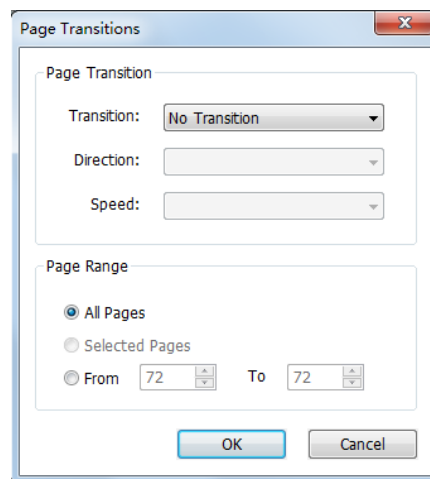 Page Transitions
Page Transition
Transition: No Transition
Direction:
Speed:
Page Range
All Pages
Selected Pages
From 72 To 72
OK Cancel